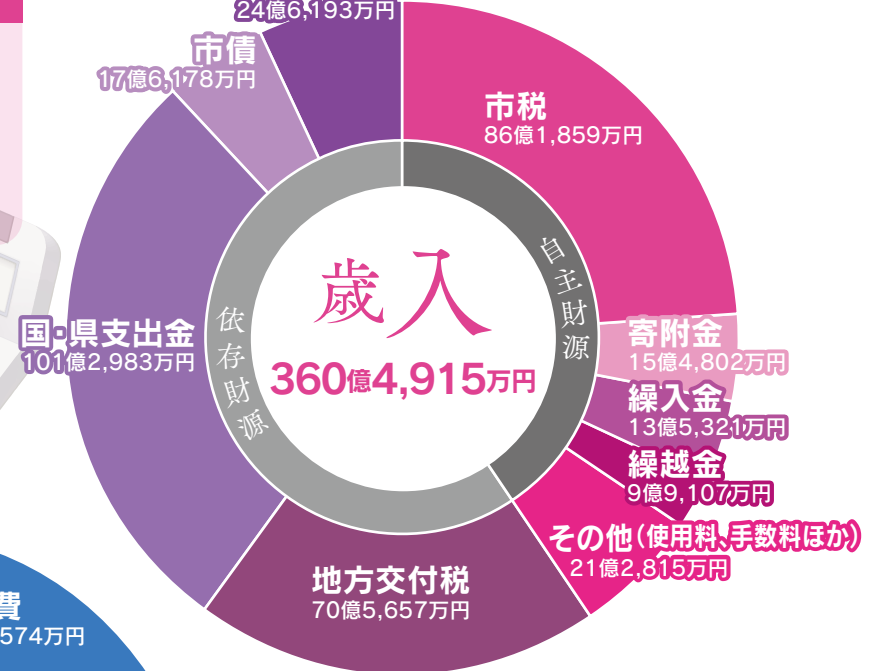 24億6,193万円
市債
17億6,178万円
市税
86億1,859万円
自主財源
歳入
360億4,915万円
依存財源
国・県支出金
101億2,983万円
寄附金
15億4,802万円
繰入金
13億5,321万円
繰越金
9億9,107万円
その他（使用料、手数料ほか）
21億2,815万円
地方交付税
70億5,657万円
費
574万円